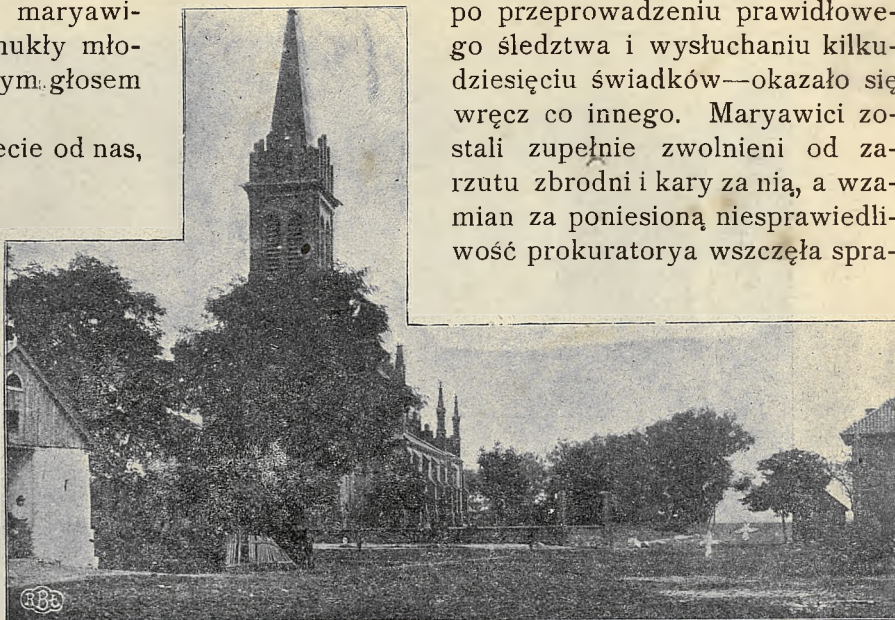 maryawi-
ukły mło-
ym głosem
ecie od nas,
po przeprowadzeniu prawidłowe-
go śledztwa i wysłuchaniu kilku-
dziesięciu świadków—okazało się
wręcz co innego. Maryawici zo-
stali zupełnie zwolnieni od za-
rzutu zbrodni i kary za nią, a wza-
mian za poniesioną niesprawiedli-
wość prokuratorya wszczęła spra-